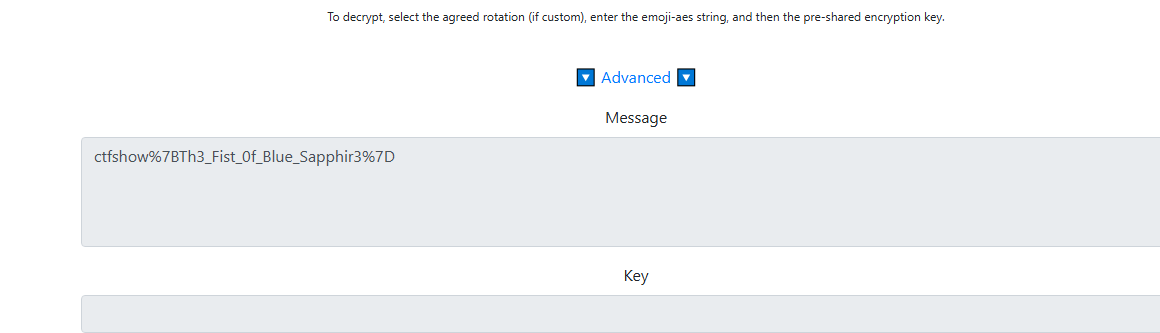 To decrypt, select the agreed rotation (if custom), enter the emoji-aes string, and then the pre-shared encryption key.
🔽 Advanced 🔽
Message
ctfshow%7BTh3_Fist_0f_Blue_Sapphir3%7D
Key